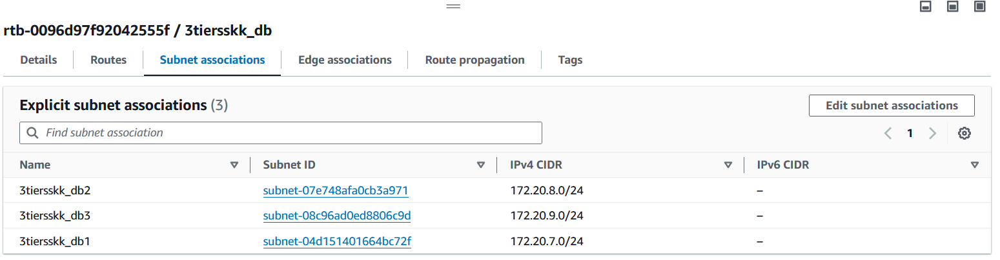 rtb-0096d97f92042555f / 3tiersskk_db
Details Routes Subnet associations Edge associations Route propagation Tags
Explicit subnet associations (3)
Edit subnet associations
Find subnet association
1
Name Subnet ID IPv4 CIDR IPv6 CIDR
3tiersskk_db2 subnet-07e748afa0cb3a971 172.20.8.0/24 –
3tiersskk_db3 subnet-08c96ad0ed8806c9d 172.20.9.0/24 –
3tiersskk_db1 subnet-04d151401664bc72f 172.20.7.0/24 –